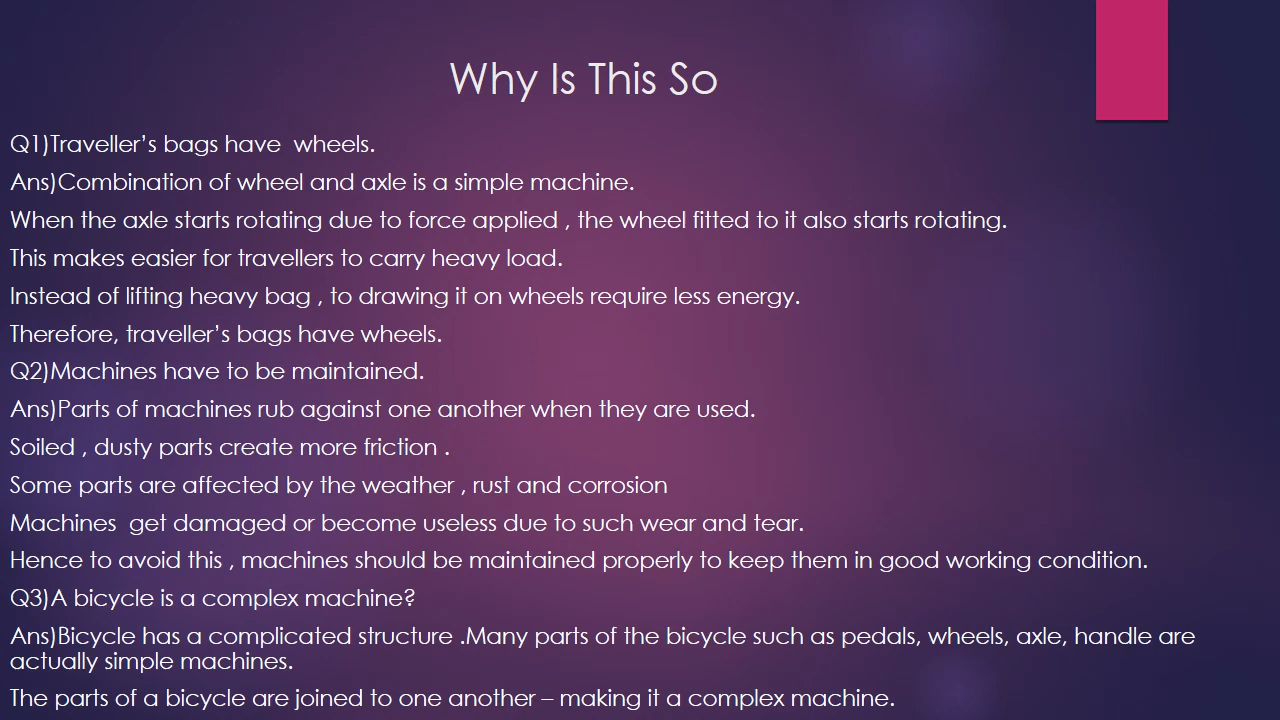 Why Is This So
Q1)Traveller’s bags have  wheels.
Ans)Combination of wheel and axle is a simple machine.
When the axle starts rotating due to force applied , the wheel fitted to it also starts rotating.
This makes easier for travellers to carry heavy load.
Instead of lifting heavy bag , to drawing it on wheels require less energy.
Therefore, traveller’s bags have wheels.
Q2)Machines have to be maintained.
Ans)Parts of machines rub against one another when they are used.
Soiled , dusty parts create more friction .
Some parts are affected by the weather , rust and corrosion
Machines  get damaged or become useless due to such wear and tear.
Hence to avoid this , machines should be maintained properly to keep them in good working condition.
Q3)A bicycle is a complex machine?
Ans)Bicycle has a complicated structure .Many parts of the bicycle such as pedals, wheels, axle, handle are
actually simple machines.
The parts of a bicycle are joined to one another – making it a complex machine.